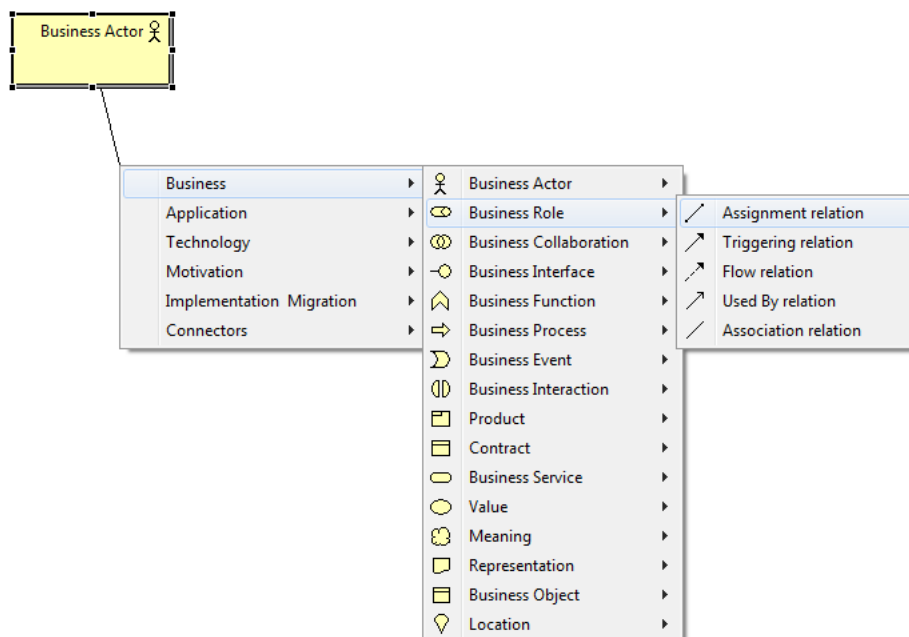 Business Actor
Business
Application
Technology
Motivation
Implementation Migration
Connectors
Business Actor
Business Role
Business Collaboration
Business Interface
Business Function
Business Process
Business Event
Business Interaction
Product
Contract
Business Service
Value
Meaning
Representation
Business Object
Location
Assignment relation
Triggering relation
Flow relation
Used By relation
Association relation